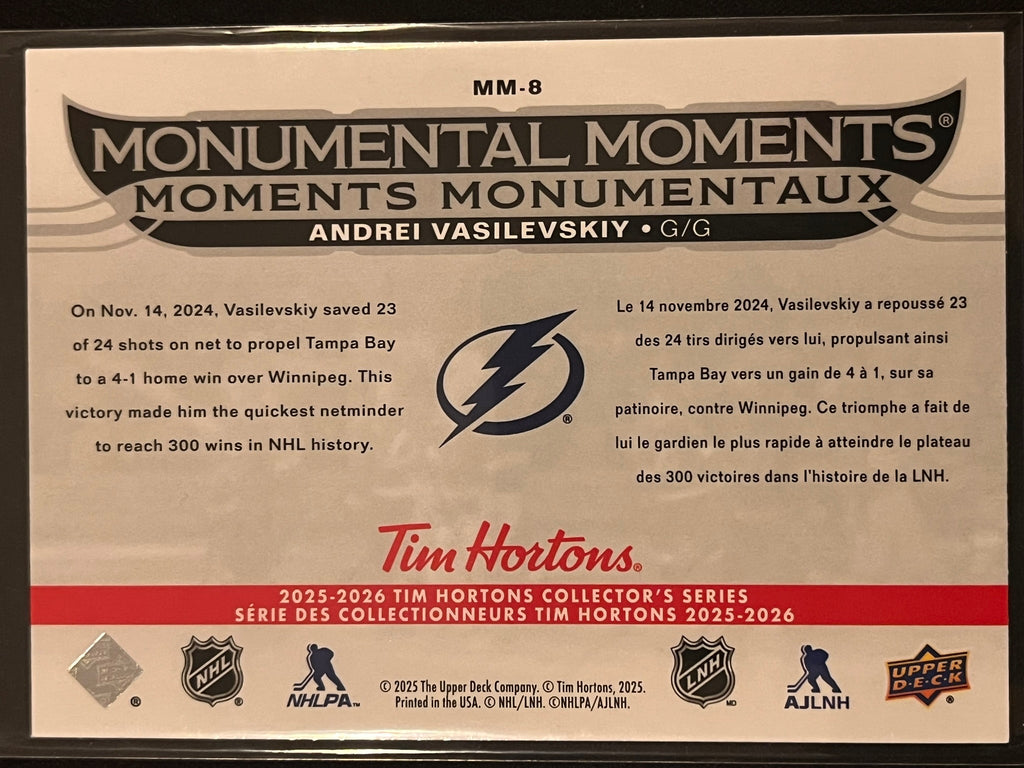 MM-8
MONUMENTAL MOMENTS®
MOMENTS MONUMENTAUX
ANDREI VASILEVSKIY • G/G
On Nov. 14, 2024, Vasilevskiy saved 23
of 24 shots on net to propel Tampa Bay
to a 4-1 home win over Winnipeg. This
victory made him the quickest netminder
to reach 300 wins in NHL history.
®
Le 14 novembre 2024, Vasilevskiy a repoussé 23
des 24 tirs dirigés vers lui, propulsant ainsi
Tampa Bay vers un gain de 4 à 1, sur sa
patinoire, contre Winnipeg. Ce triomphe a fait de
lui le gardien le plus rapide à atteindre le plateau
des 300 victoires dans l'histoire de la LNH.
Tim Hortons®
2025-2026 TIM HORTONS COLLECTOR'S SERIES
SÉRIE DES COLLECTIONNEURS TIM HORTONS 2025-2026
®
NHL ®
NHLPA™
© 2025 The Upper Deck Company. © Tim Hortons, 2025.
Printed in the USA. © NHL/LNH. ©NHLPA/AJLNH.
LNH MD
AJLNH
UPPER
D·E·C·K ®